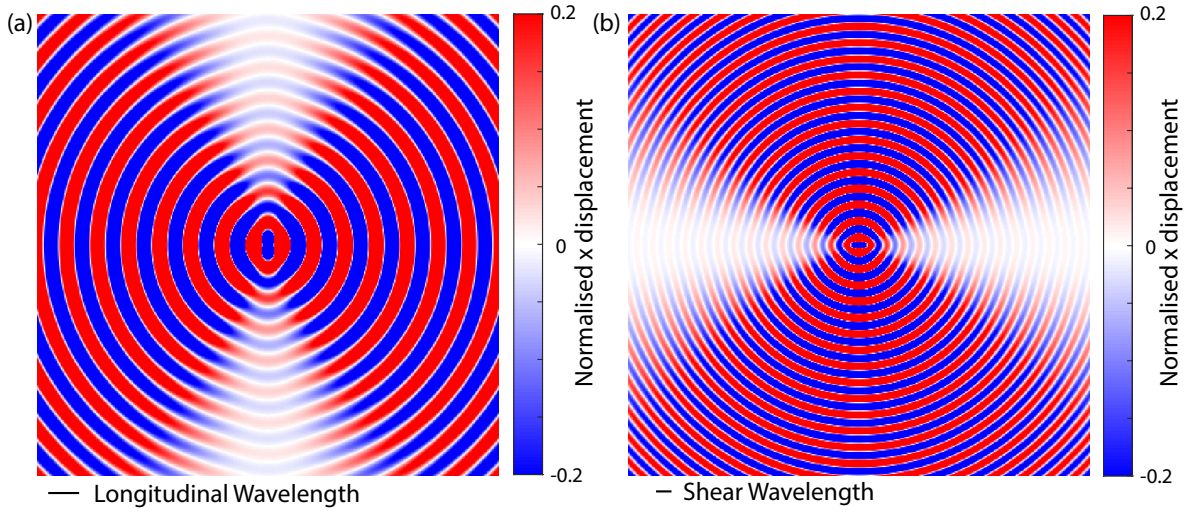 (a)
0.2
0
-0.2
Normalised x displacement
Longitudinal Wavelength
(b)
0.2
0
-0.2
Normalised x displacement
Shear Wavelength